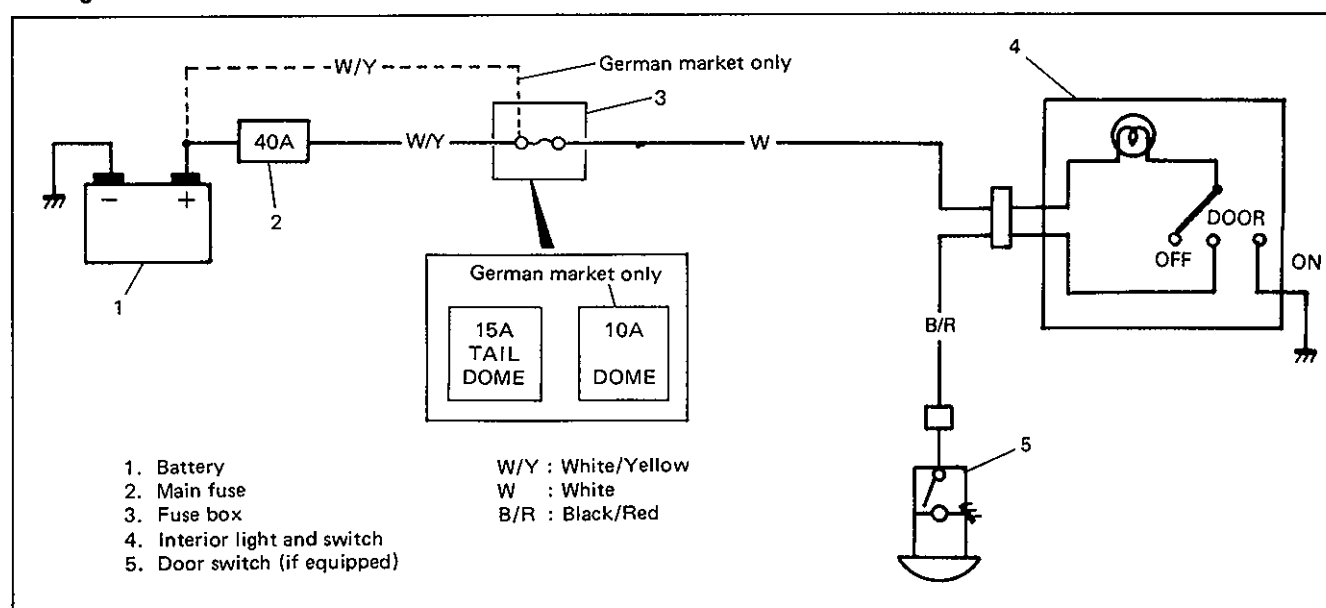 W/Y
German market only
3
4
40A
W/Y
W
- +
2
1
DOOR
OFF
ON
German market only
15A
TAIL
DOME
10A
DOME
B/R
5
1. Battery
2. Main fuse
3. Fuse box
4. Interior light and switch
5. Door switch (if equipped)
W/Y : White/Yellow
W : White
B/R : Black/Red